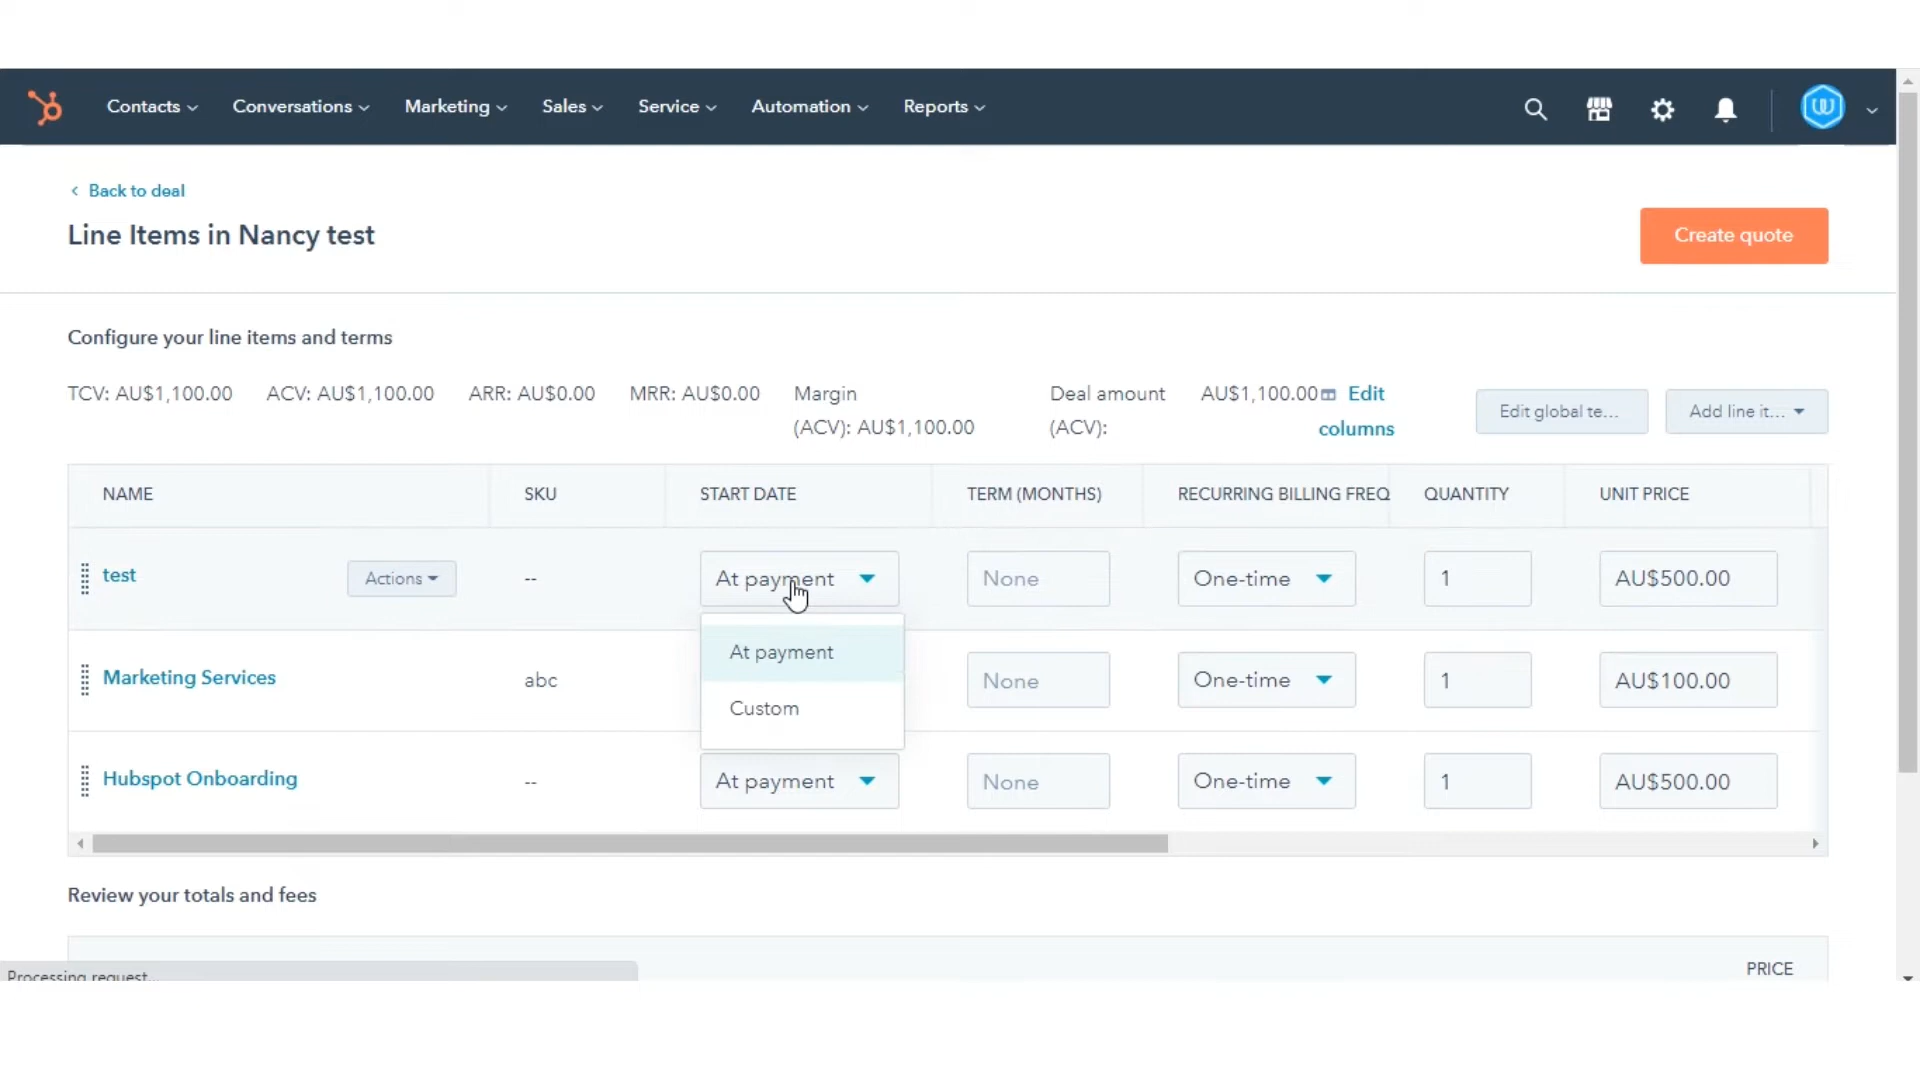 Contacts Conversations Marketing Sales Service Automation Reports
Back to deal
Line Items in Nancy test
Create quote
Configure your line items and terms
TCV: AU$1,100.00 ACV: AU$1,100.00 ARR: AU$0.00 MRR: AU$0.00 Margin Deal amount AU$1,100.00 Edit
(ACV): AU$1,100.00 (ACV): columns
Edit global te... Add line it...
NAME SKU START DATE TERM (MONTHS) RECURRING BILLING FREQ QUANTITY UNIT PRICE
test Actions -- At payment None One-time 1 AU$500.00
At payment
Marketing Services abc None One-time 1 AU$100.00
Custom
Hubspot Onboarding -- At payment None One-time 1 AU$500.00
Review your totals and fees
PRICE
Processing request...